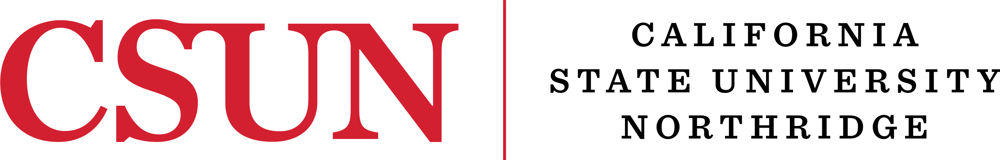 CSUN
CALIFORNIA
STATE UNIVERSITY
NORTHRIDGE